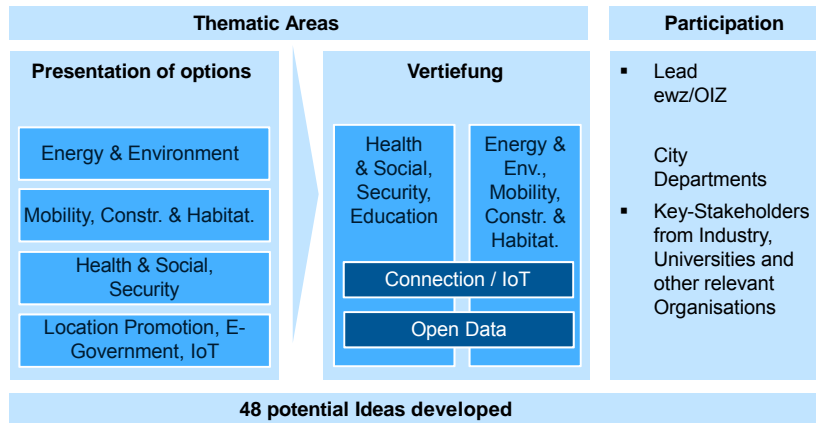 Thematic Areas
Participation
Presentation of options
Energy & Environment
Mobility, Constr. & Habitat.
Health & Social,
Security
Location Promotion, E-
Government, IoT
Vertiefung
Health
& Social,
Security,
Education
Energy &
Env.,
Mobility,
Constr. &
Habitat.
Connection / IoT
Open Data
▪ Lead
ewz/OIZ
City
Departments
▪ Key-Stakeholders
from Industry,
Universities and
other relevant
Organisations
48 potential Ideas developed